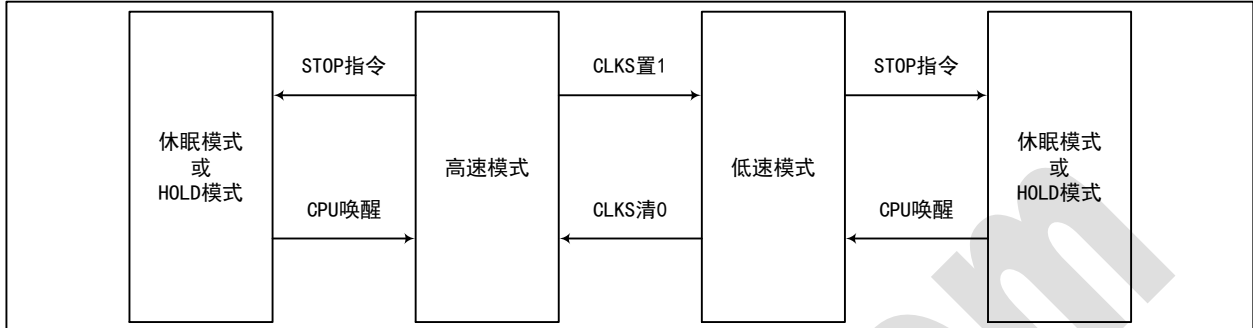 STOP指令
CLKS置1
STOP指令
休眠模式
或
HOLD模式
高速模式
低速模式
休眠模式
或
HOLD模式
CPU唤醒
CLKS清0
CPU唤醒